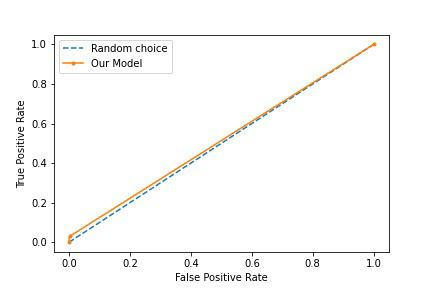 Random choice
Our Model
True Positive Rate
1.0
0.8
0.6
0.4
0.2
0.0
0.0 0.2 0.4 0.6 0.8 1.0
False Positive Rate